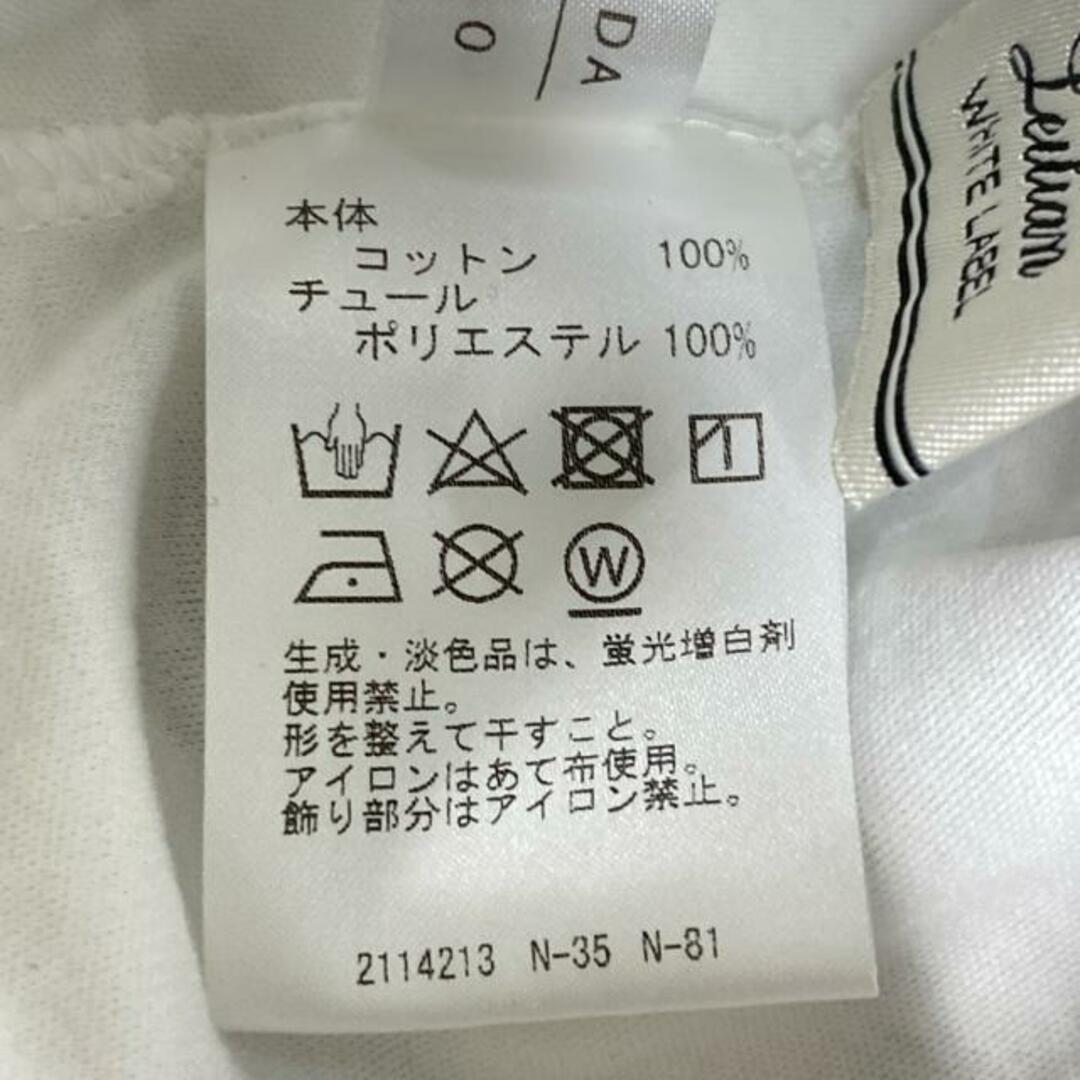 DA
0
Leilian
WHITE LABEL
本体
コットン 100%
チュール
ポリエステル 100%
W
生成・淡色品は、蛍光増白剤
使用禁止。
形を整えて干すこと。
アイロンはあて布使用。
飾り部分はアイロン禁止。
2114213 N-35 N-81